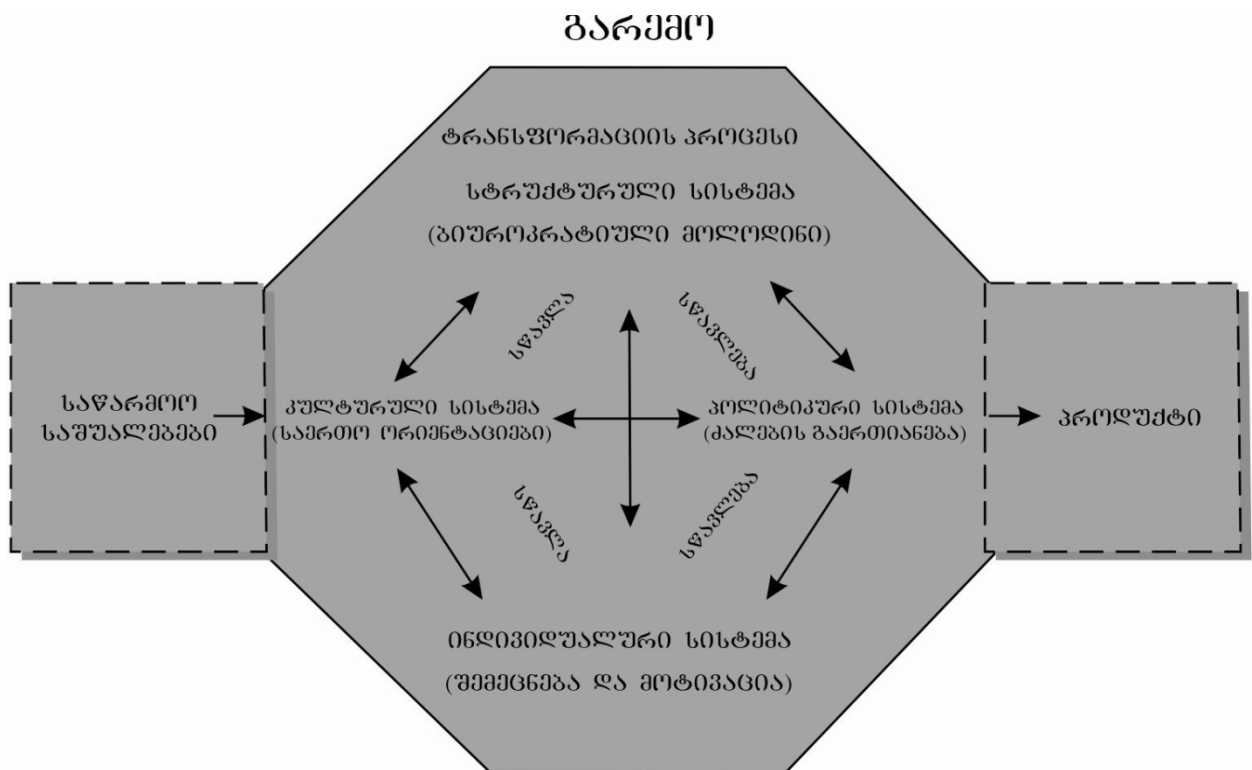 გარემო
ტრანსფორმაციის პროცესი
სტრუქტურული სისტემა
(ბიუროკრატიული მოლოდინი)
სწავლა
სწავლება
საწარმოო
საშუალებები
კულტურული სისტემა
(საერთო ორიენტაციები)
პოლიტიკური სისტემა
(ძალების გაერთიანება)
პროდუქტი
სწავლა
სწავლება
ინდივიდუალური სისტემა
(შემეცნება და მოტივაცია)